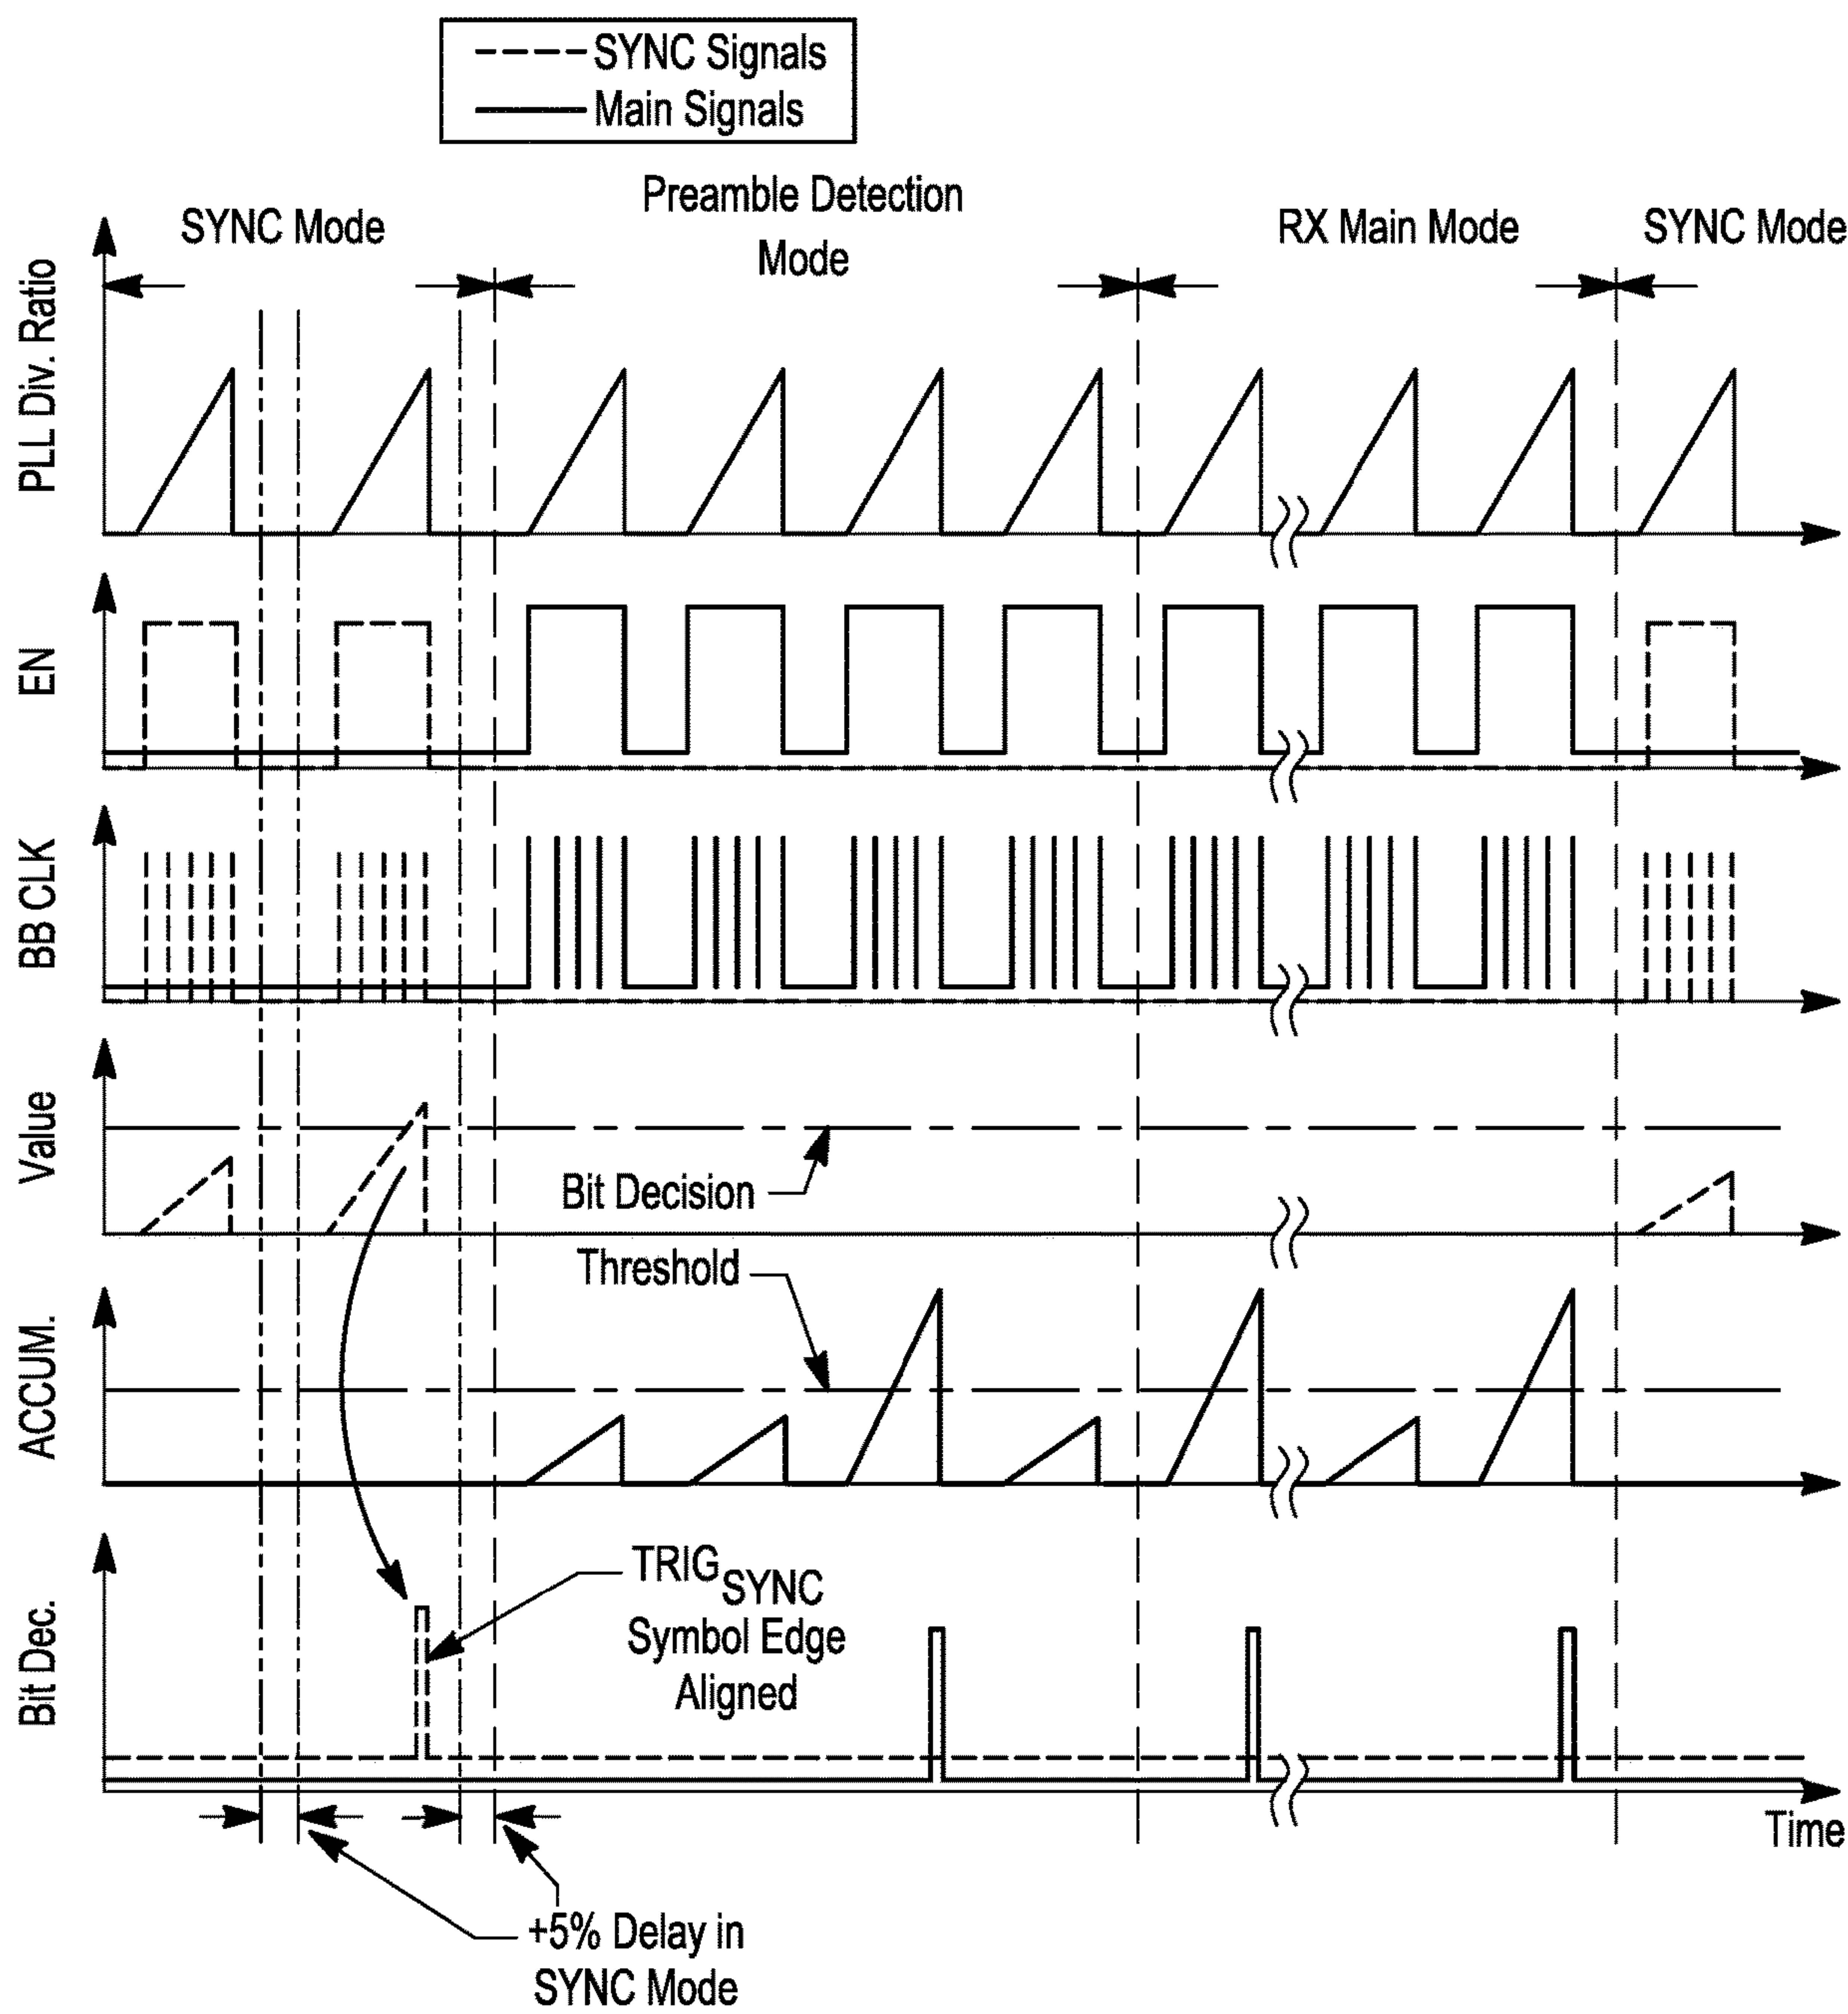 SYNC Signals
Main Signals
SYNC Mode
Preamble Detection
Mode
RX Main Mode
SYNC Mode
PLL Div. Ratio
EN
BB CLK
Value
Bit Decision
Threshold
ACCUM.
TRIGSYNC
Symbol Edge
Aligned
Bit Dec.
Time
+5% Delay in
SYNC Mode